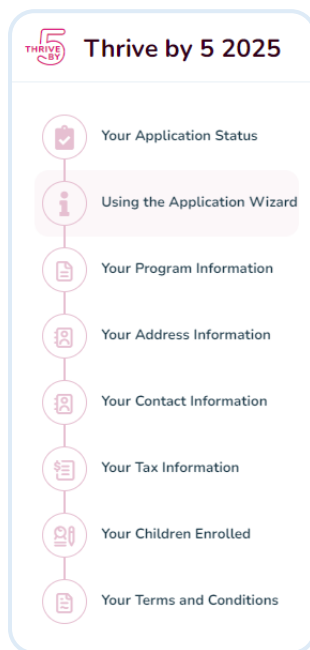 5
THRIVE
BY
Thrive by 5 2025
Your Application Status
Using the Application Wizard
Your Program Information
Your Address Information
Your Contact Information
Your Tax Information
Your Children Enrolled
Your Terms and Conditions